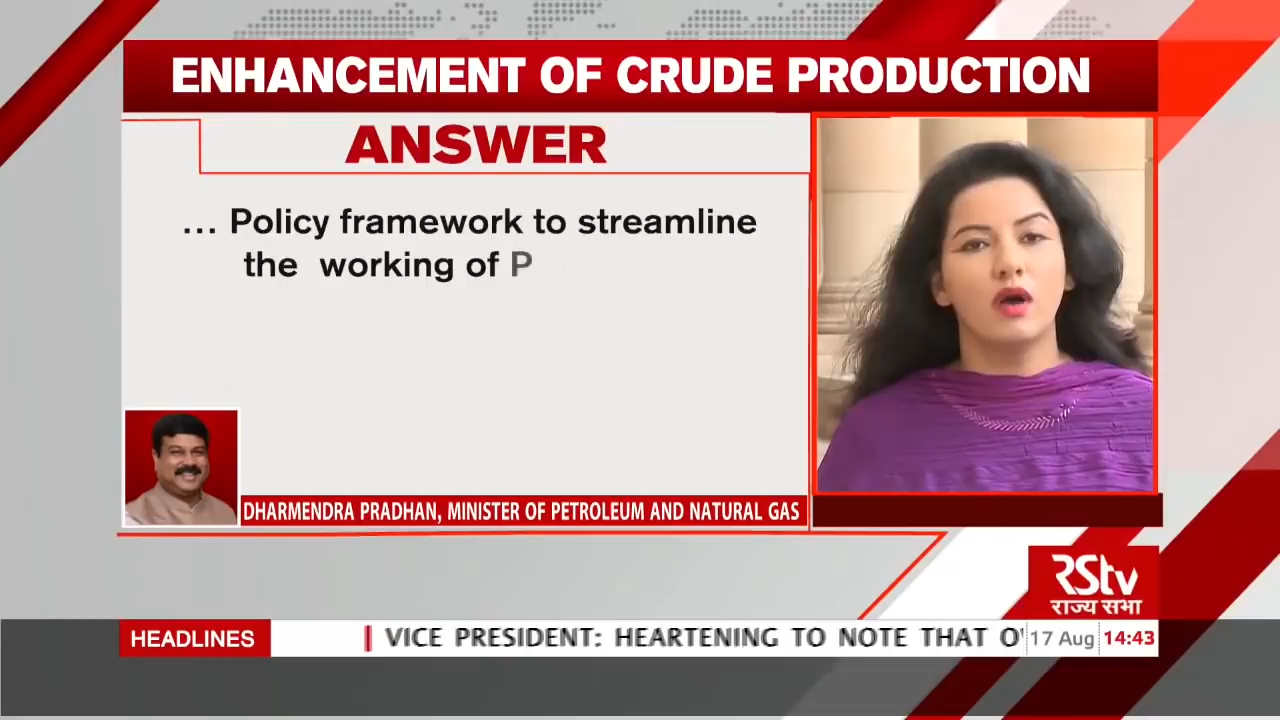 ENHANCEMENT OF CRUDE PRODUCTION
ANSWER
... Policy framework to streamline
the working of P
DHARMENDRA PRADHAN, MINISTER OF PETROLEUM AND NATURAL GAS
RStv
राज्य सभा
HEADLINES
VICE PRESIDENT: HEARTENING TO NOTE THAT
17 Aug 14:43